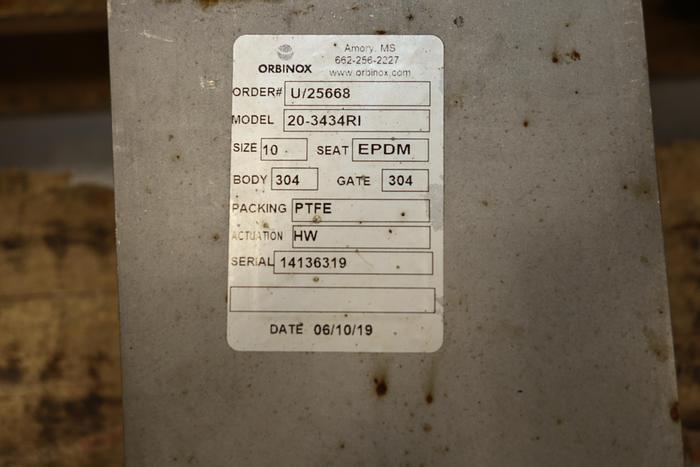 ORBINOX
Amory, MS
662-256-2227
www.orbinox.com
ORDER# U/25668
MODEL 20-3434RI
SIZE 10 SEAT EPDM
BODY 304 GATE 304
PACKING PTFE
ACTUATION HW
SERIAL 14136319
DATE 06/10/19